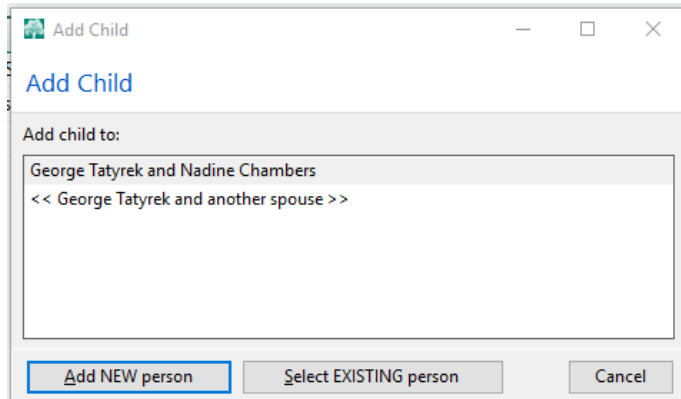 Add Child
Add Child
Add child to:
George Tatyrek and Nadine Chambers
<< George Tatyrek and another spouse >>
Add NEW person Select EXISTING person Cancel